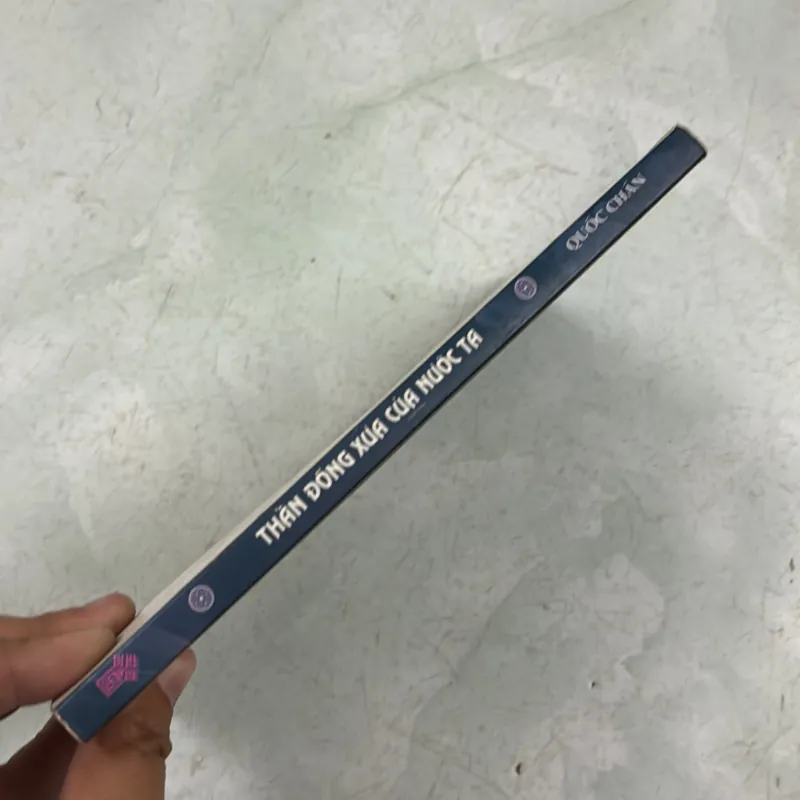 THẦN ĐỒNG XƯA CỦA NƯỚC TA
QUỐC CHẤN